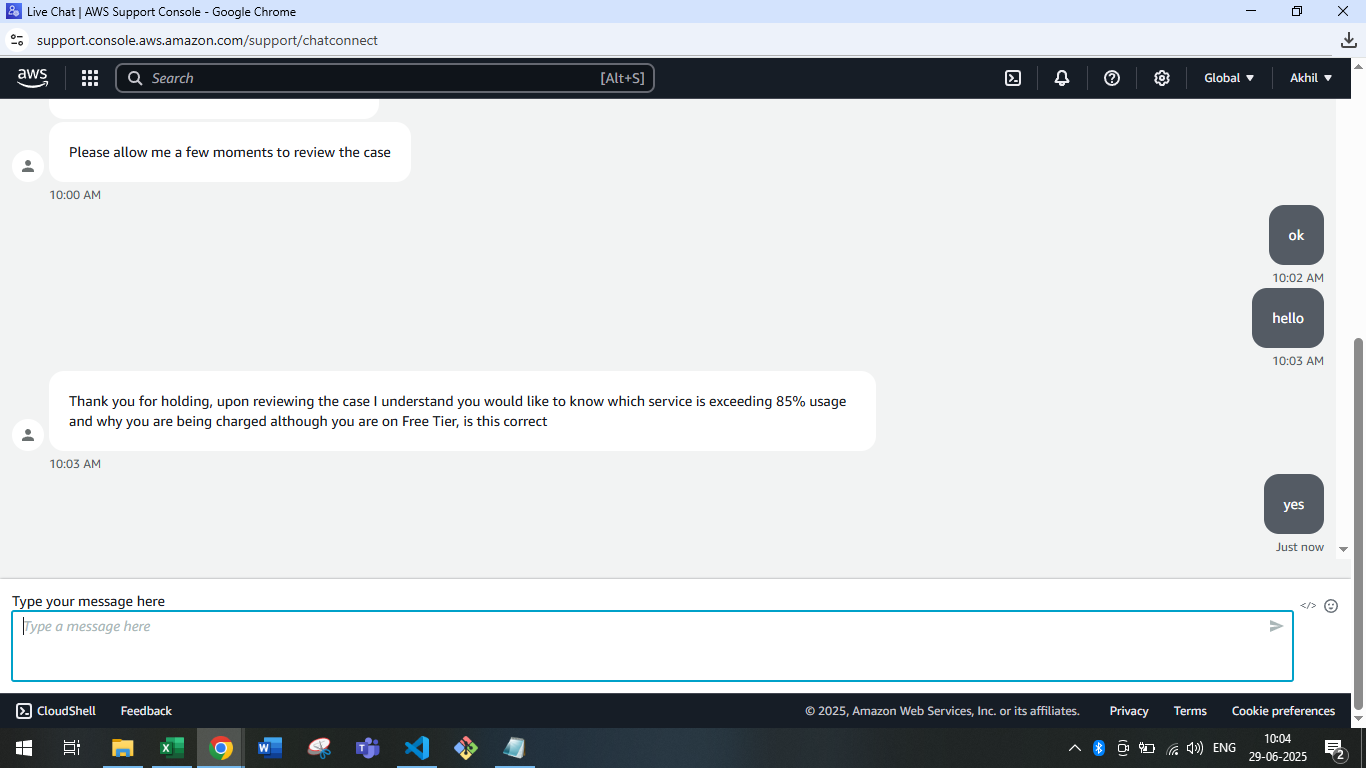 Live Chat | AWS Support Console - Google Chrome
support.console.aws.amazon.com/support/chatconnect
aws
Search
[Alt+S]
Global
Akhil
Please allow me a few moments to review the case
10:00 AM
ok
10:02 AM
hello
10:03 AM
Thank you for holding, upon reviewing the case I understand you would like to know which service is exceeding 85% usage
and why you are being charged although you are on Free Tier, is this correct
10:03 AM
yes
Just now
Type your message here
</>
Type a message here
CloudShell
Feedback
© 2025, Amazon Web Services, Inc. or its affiliates.
Privacy
Terms
Cookie preferences
ENG
10:04
29-06-2025
2